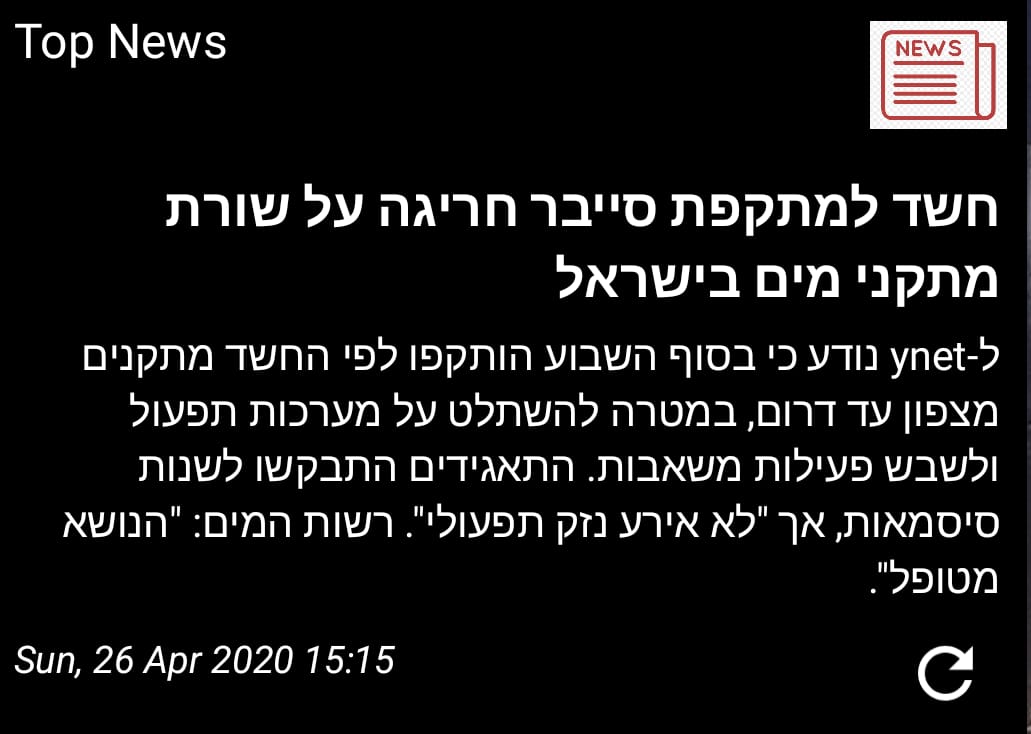 Top News
NEWS
חשד למתקפת סייבר חריגה על שורת
מתקני מים בישראל
ל-ynet נודע כי בסוף השבוע הותקפו לפי החשד מתקנים
מצפון עד דרום, במטרה להשתלט על מערכות תפעול
ולשבש פעילות משאבות. התאגידים התבקשו לשנות
סיסמאות, אך "לא אירע נזק תפעולי". רשות המים: "הנושא
מטופל".
Sun, 26 Apr 2020 15:15